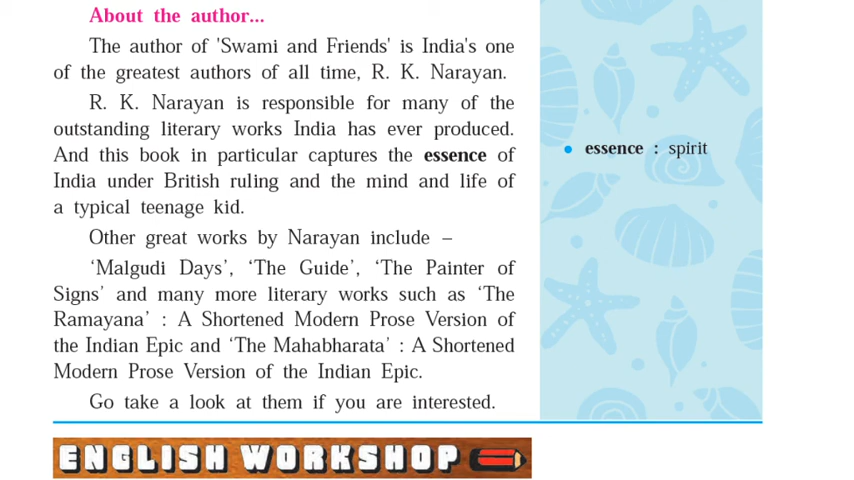 About the author...
The author of 'Swami and Friends' is India's one
of the greatest authors of all time, R. K. Narayan.
R. K. Narayan is responsible for many of the
outstanding literary works India has ever produced.
And this book in particular captures the essence of
India under British ruling and the mind and life of
a typical teenage kid.
Other great works by Narayan include –
‘Malgudi Days’, ‘The Guide’, ‘The Painter of
Signs’ and many more literary works such as ‘The
Ramayana’ : A Shortened Modern Prose Version of
the Indian Epic and ‘The Mahabharata’ : A Shortened
Modern Prose Version of the Indian Epic.
Go take a look at them if you are interested.
• essence : spirit
ENGLISH WORKSHOP